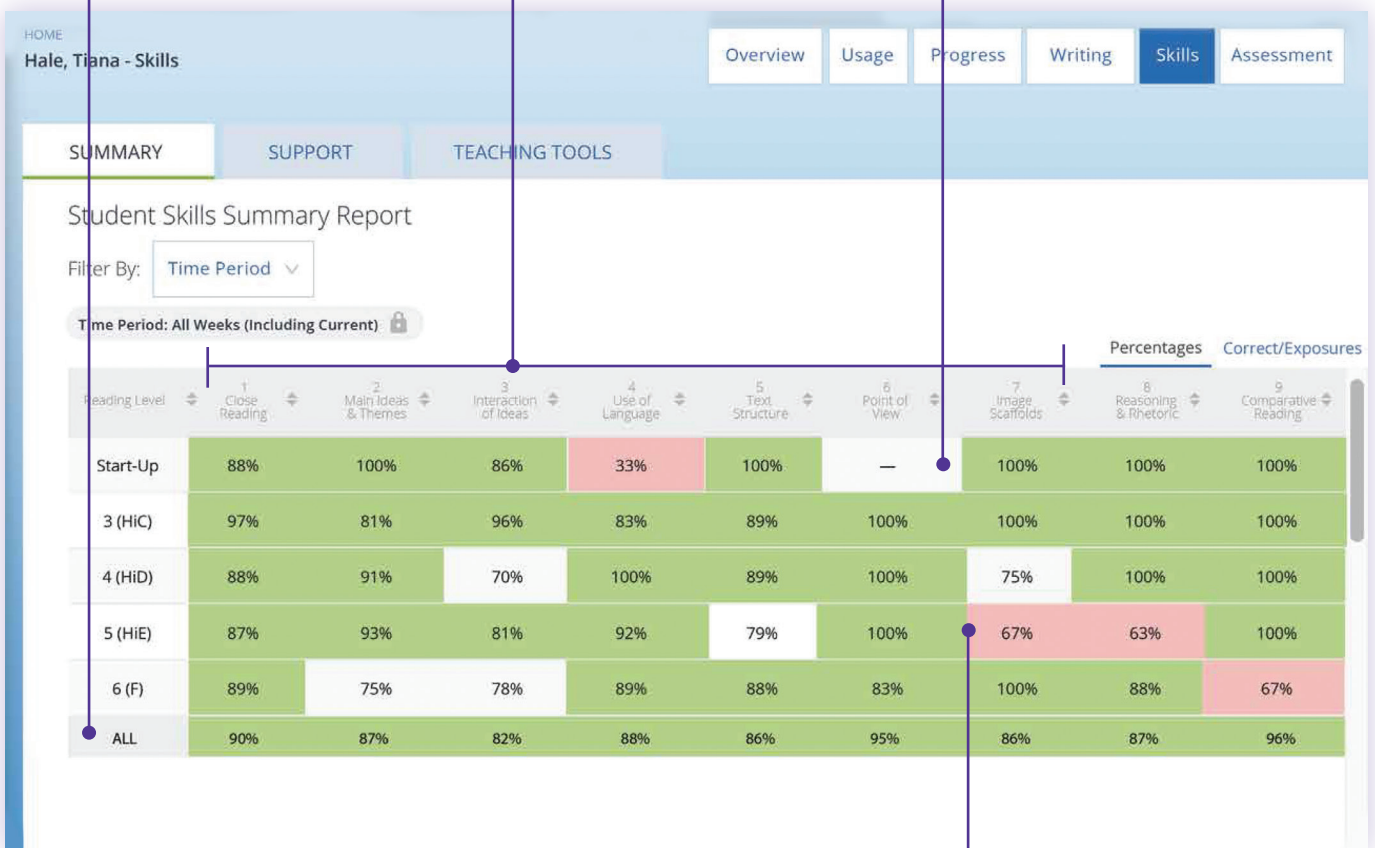 HOME
Hale, Tiana - Skills
Overview Usage Progress Writing Skills Assessment
SUMMARY SUPPORT TEACHING TOOLS
Student Skills Summary Report
Filter By: Time Period
Time Period: All Weeks (Including Current)
Percentages Correct/Exposures
Reading Level 1 Close Reading 2 Main Ideas & Themes 3 Interaction of Ideas 4 Use of Language 5 Text Structure 6 Point of View 7 Image Scaffolds 8 Reasoning & Rhetoric 9 Comparative Reading
Start-Up 88% 100% 86% 33% 100% — 100% 100% 100%
3 (HiC) 97% 81% 96% 83% 89% 100% 100% 100% 100%
4 (HiD) 88% 91% 70% 100% 89% 100% 75% 100% 100%
5 (HiE) 87% 93% 81% 92% 79% 100% 67% 63% 100%
6 (F) 89% 75% 78% 89% 88% 83% 100% 88% 67%
ALL 90% 87% 82% 88% 86% 95% 86% 87% 96%